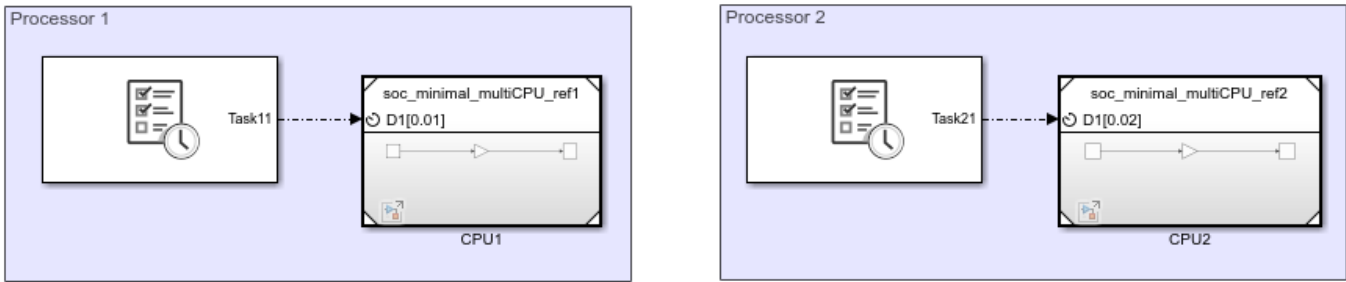 Processor 1
Task11
soc_minimal_multiCPU_ref1
D1[0.01]
CPU1
Processor 2
Task21
soc_minimal_multiCPU_ref2
D1[0.02]
CPU2